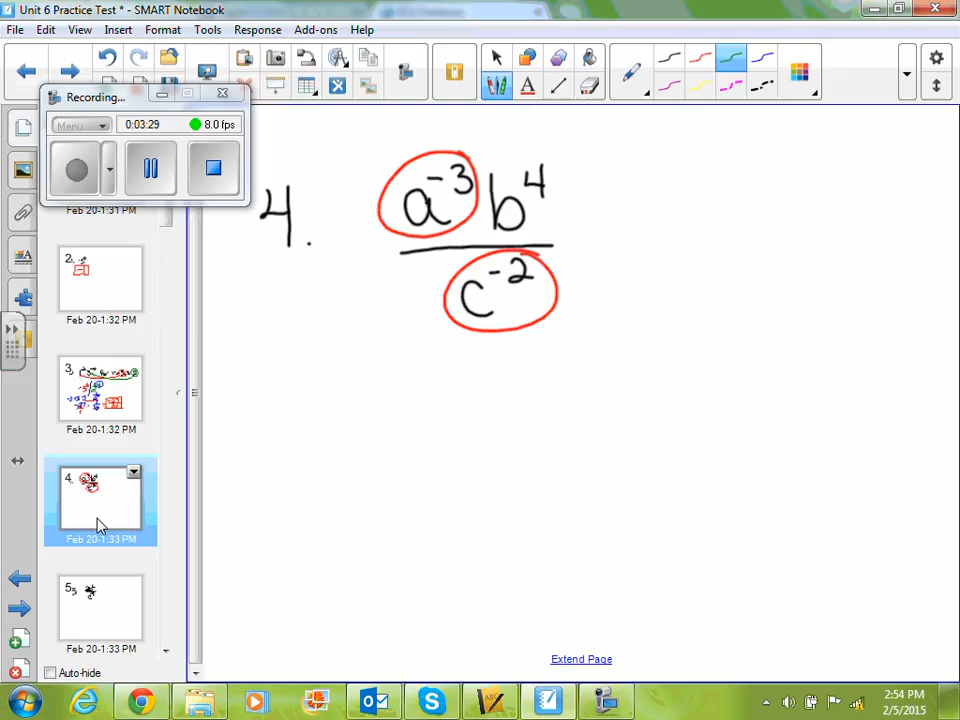 Unit 6 Practice Test * - SMART Notebook
File Edit View Insert Format Tools Response Add-ons Help
Recording...
Menu 0:03:29 8.0 fps
Feb 20-1:31 PM
2.
Feb 20-1:32 PM
3.
Feb 20-1:32 PM
4.
Feb 20-1:33 PM
5.
Feb 20-1:33 PM
Auto-hide
4. a⁻³ b⁴
c⁻²
Extend Page
2:54 PM
2/5/2015